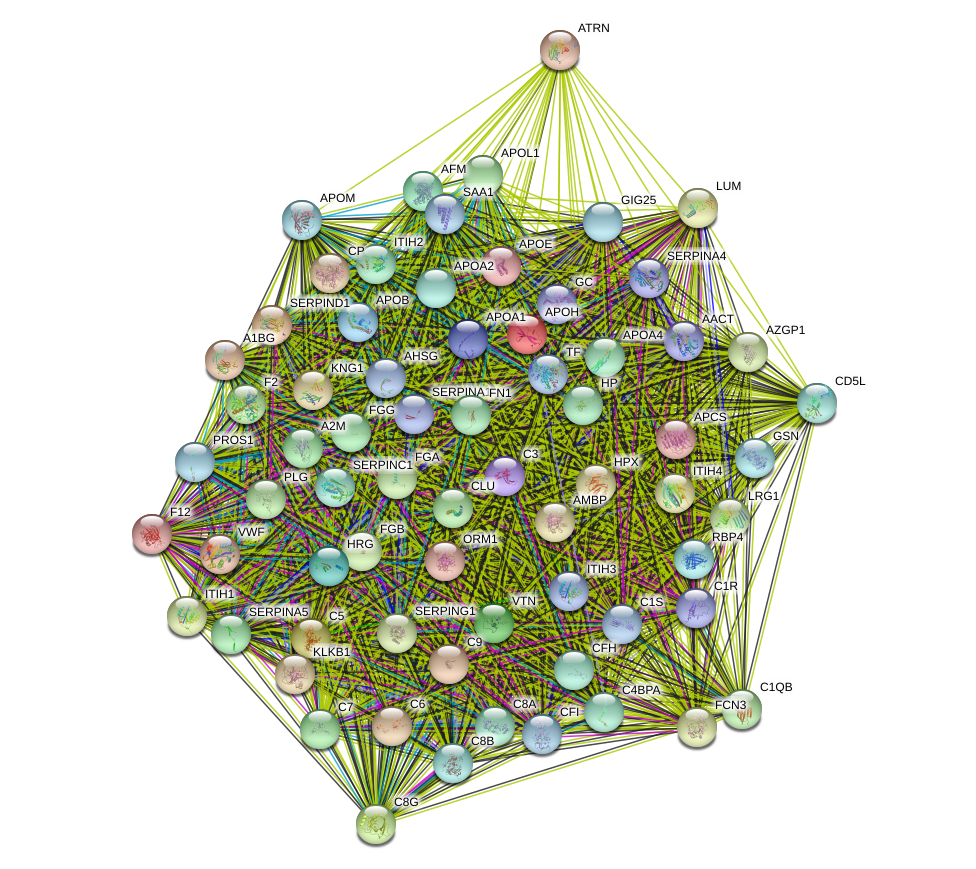 ATRN
APOL1
AFM
LUM
SAA1
APOM
GIG25
ITIH2
APOE
CP
SERPINA4
APOA2
GC
APOB
SERPIND1
APOH
APOA1
AACT
AZGP1
A1BG
APOA4
TF
AHSG
KNG1
F2
HP
CD5L
SERPINA1
FN1
FGG
APCS
A2M
GSN
PROS1
C3
FGA
HPX
SERPINC1
ITIH4
PLG
CLU
LRG1
AMBP
F12
FGB
VWF
RBP4
ORM1
HRG
ITIH3
C1R
ITIH1
VTN
C1S
SERPING1
SERPINA5
C5
C9
CFH
KLKB1
C1QB
C4BPA
C8A
C6
FCN3
C7
CFI
C8B
C8G